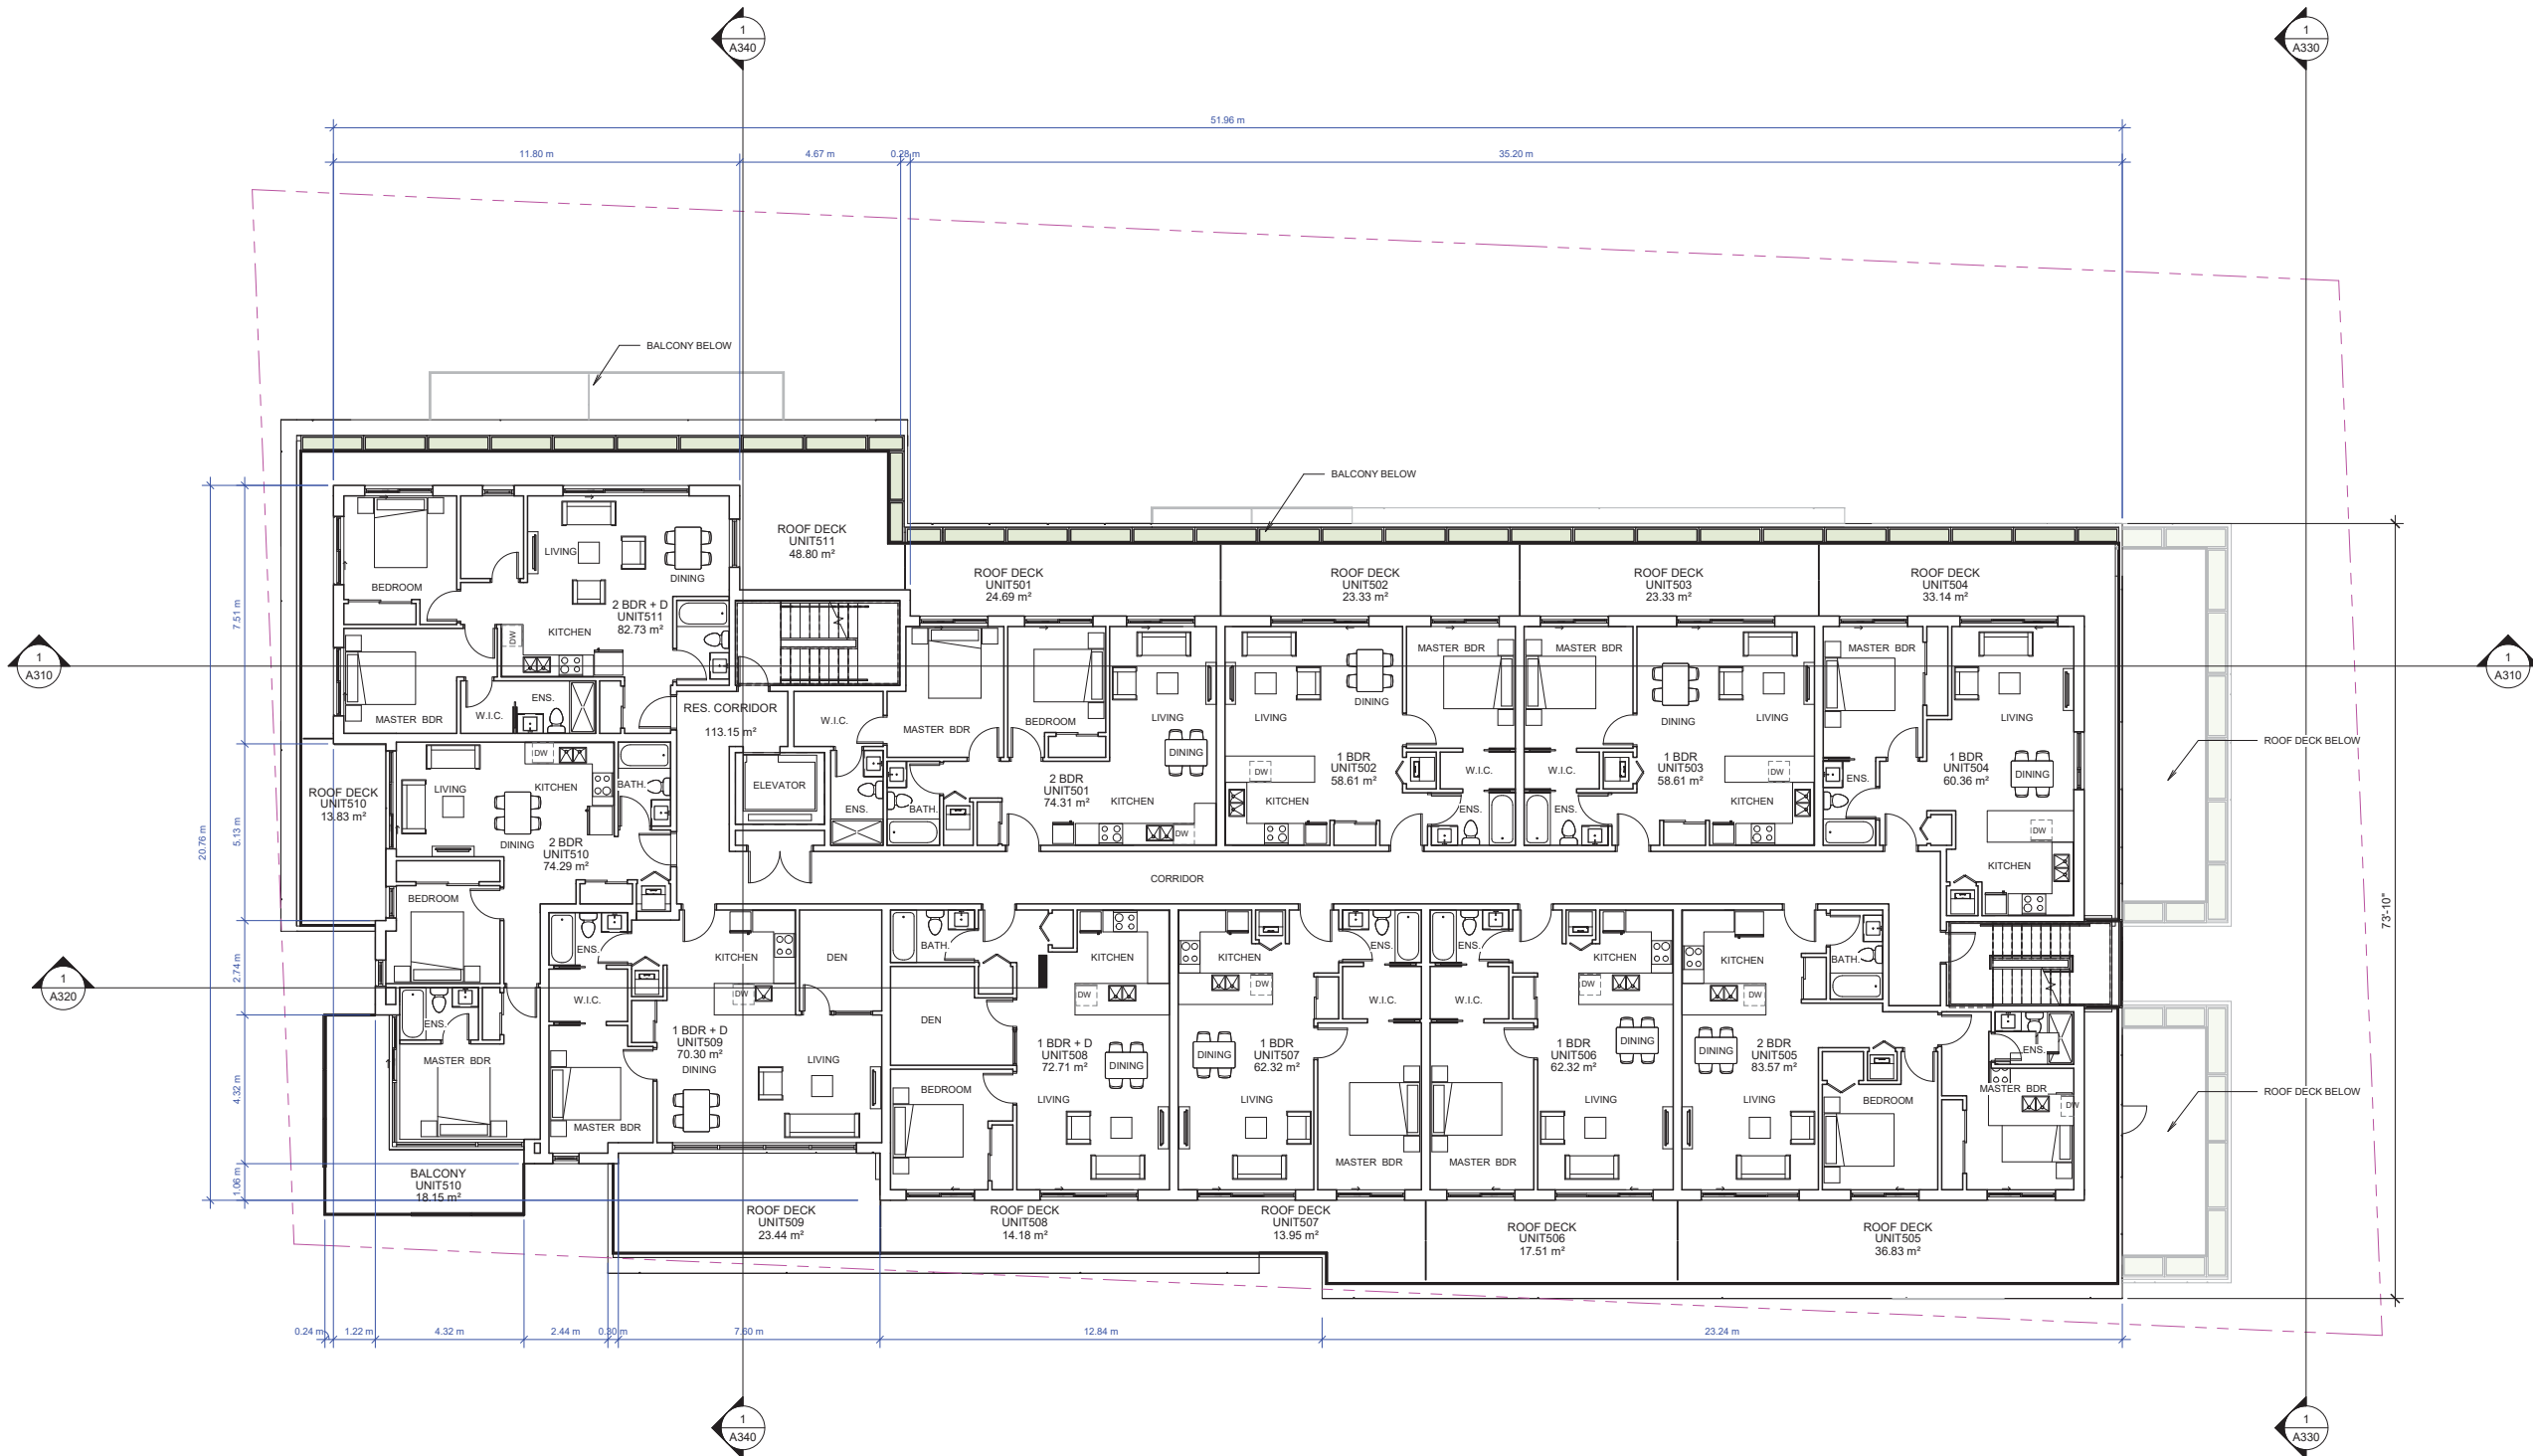 1
A340
1
A330
51.96 m
11.80 m
4.67 m
0.28 m
35.20 m
BALCONY BELOW
BALCONY BELOW
ROOF DECK
UNIT511
48.80 m²
LIVING
DINING
BEDROOM
2 BDR + D
UNIT511
82.73 m²
KITCHEN
DW
MASTER BDR
W.I.C.
ENS.
ROOF DECK
UNIT501
24.69 m²
ROOF DECK
UNIT502
23.33 m²
ROOF DECK
UNIT503
23.33 m²
ROOF DECK
UNIT504
33.14 m²
1
A310
1
A310
7.51 m
20.76 m
5.13 m
2.74 m
4.32 m
1.06 m
RES. CORRIDOR
113.15 m²
ELEVATOR
W.I.C.
ENS.
MASTER BDR
BEDROOM
LIVING
DINING
2 BDR
UNIT501
74.31 m²
KITCHEN
BATH.
DW
MASTER BDR
LIVING
DINING
1 BDR
UNIT502
58.61 m²
DW
KITCHEN
W.I.C.
ENS.
MASTER BDR
DINING
LIVING
1 BDR
UNIT503
58.61 m²
W.I.C.
DW
KITCHEN
ENS.
MASTER BDR
LIVING
1 BDR
UNIT504
60.36 m²
DINING
ENS.
DW
KITCHEN
ROOF DECK BELOW
ROOF DECK
UNIT510
13.83 m²
LIVING
KITCHEN
DW
BATH.
DINING
2 BDR
UNIT510
74.29 m²
BEDROOM
ENS.
MASTER BDR
BALCONY
UNIT510
18.15 m²
CORRIDOR
73'-10"
1
A320
ENS.
W.I.C.
KITCHEN
DW
DEN
1 BDR + D
UNIT509
70.30 m²
DINING
LIVING
MASTER BDR
BATH.
DEN
KITCHEN
DW
1 BDR + D
UNIT508
72.71 m²
DINING
BEDROOM
LIVING
KITCHEN
DW
ENS.
W.I.C.
DINING
1 BDR
UNIT507
62.32 m²
LIVING
MASTER BDR
ENS.
W.I.C.
KITCHEN
DW
1 BDR
UNIT506
62.32 m²
DINING
LIVING
MASTER BDR
KITCHEN
DW
BATH.
DINING
2 BDR
UNIT505
83.57 m²
LIVING
BEDROOM
ENS.
MASTER BDR
DW
ROOF DECK BELOW
ROOF DECK
UNIT509
23.44 m²
ROOF DECK
UNIT508
14.18 m²
ROOF DECK
UNIT507
13.95 m²
ROOF DECK
UNIT506
17.51 m²
ROOF DECK
UNIT505
36.83 m²
0.24 m
1.22 m
4.32 m
2.44 m
0.30 m
7.60 m
12.84 m
23.24 m
1
A340
1
A330